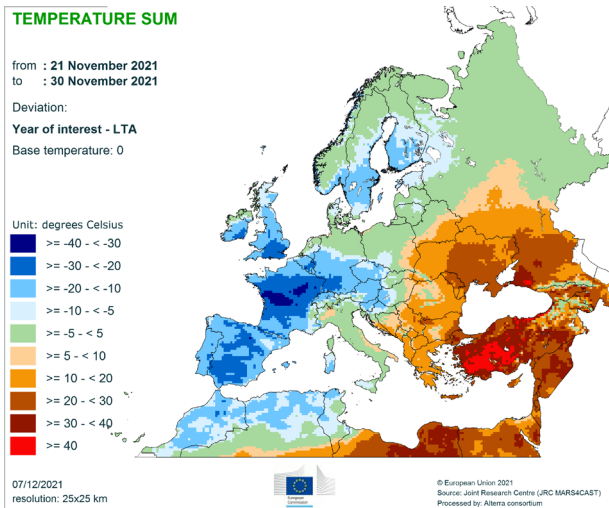 TEMPERATURE SUM
from : 21 November 2021
to : 30 November 2021
Deviation:
Year of interest - LTA
Base temperature: 0
Unit: degrees Celsius
>= -40 - < -30
>= -30 - < -20
>= -20 - < -10
>= -10 - < -5
>= -5 - < 5
>= 5 - < 10
>= 10 - < 20
>= 20 - < 30
>= 30 - < 40
>= 40
07/12/2021
resolution: 25x25 km
European
Commission
© European Union 2021
Source: Joint Research Centre (JRC MARS4CAST)
Processed by: Alterra consortium